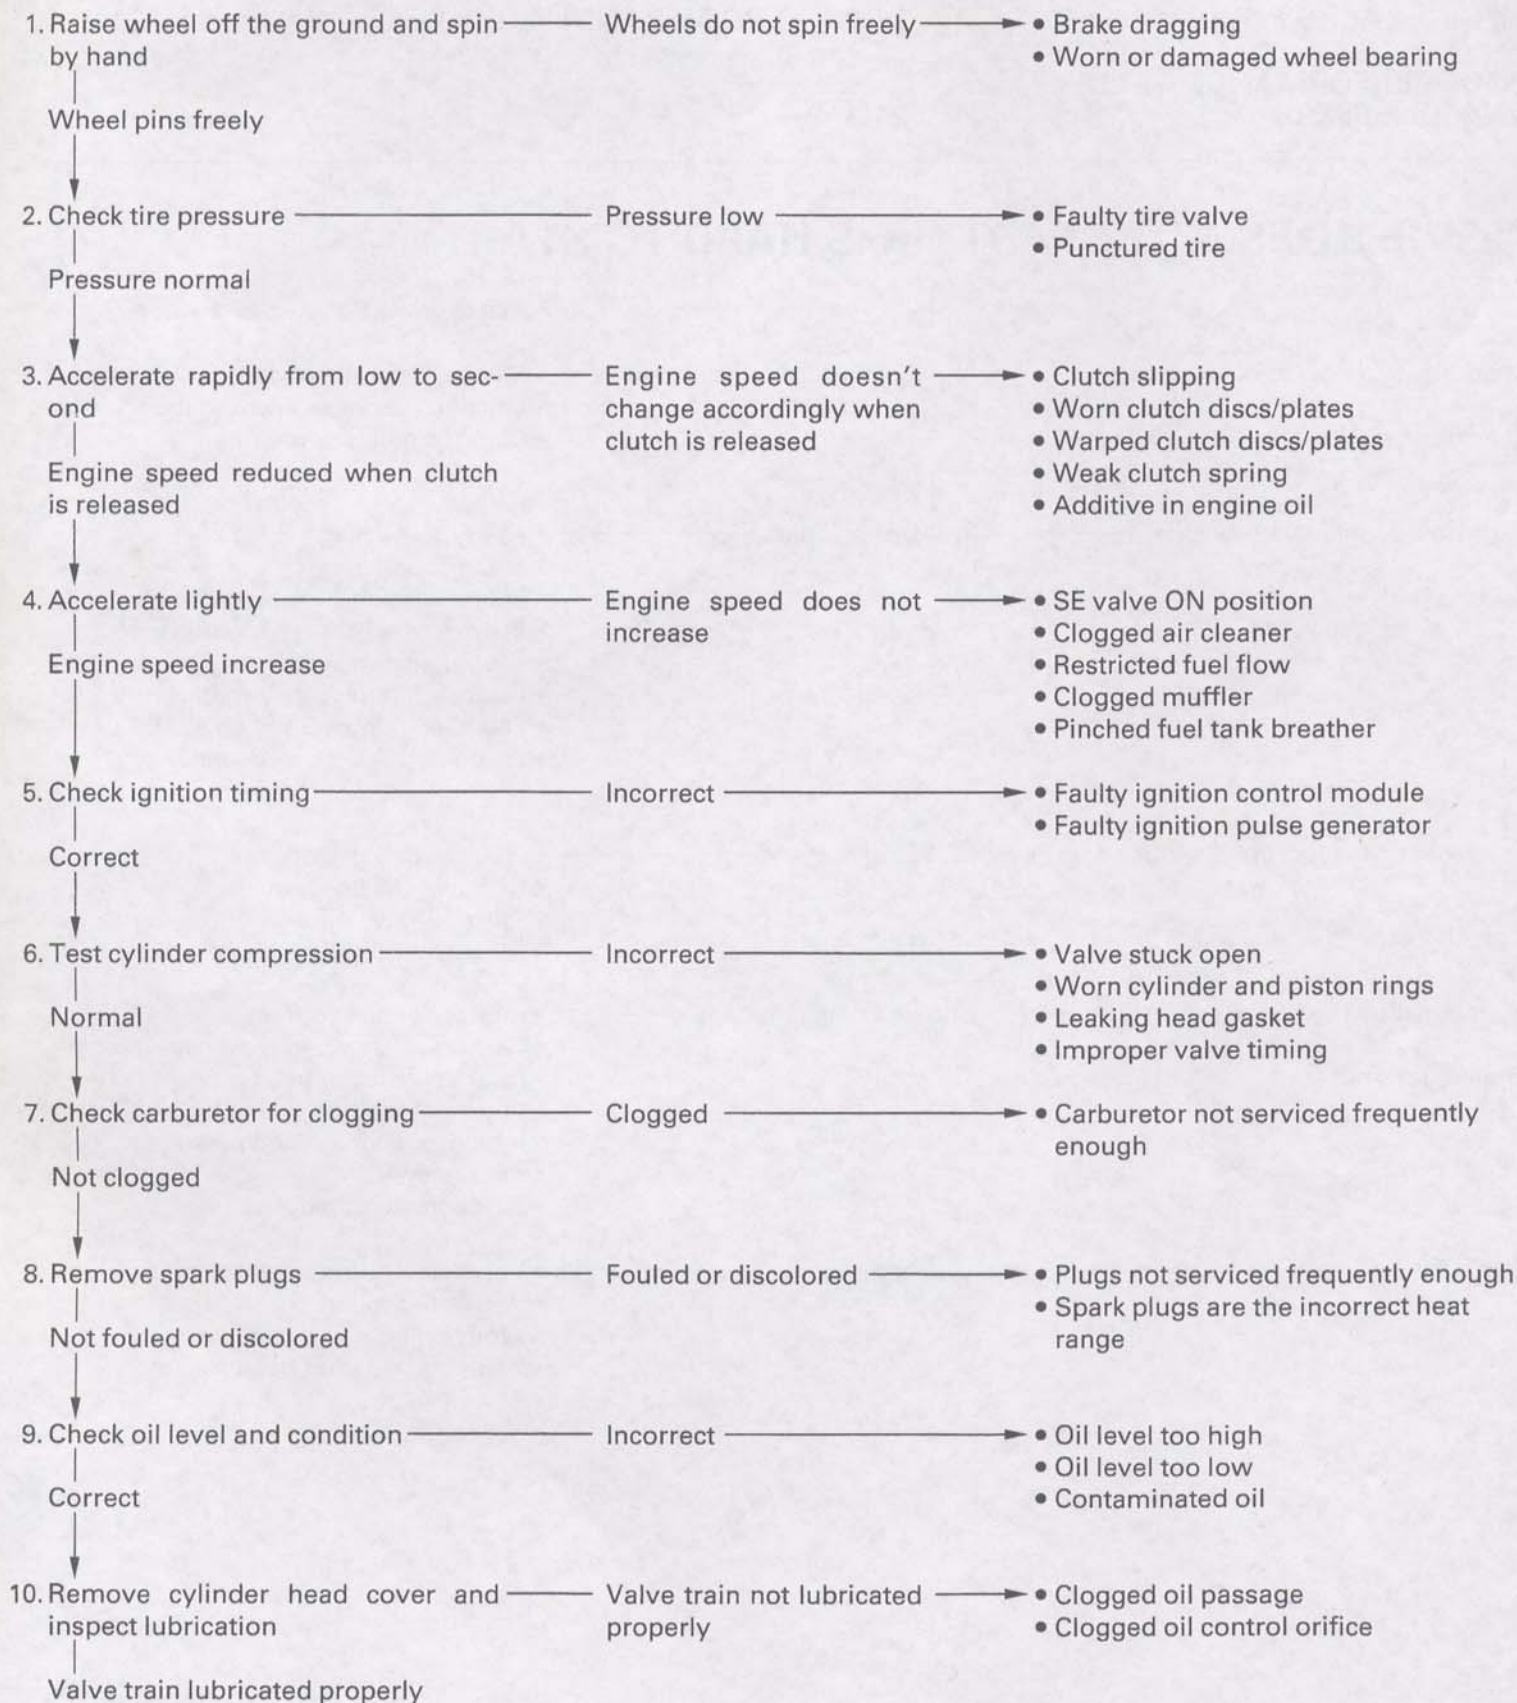 1. Raise wheel off the ground and spin by hand
Wheels do not spin freely
• Brake dragging
• Worn or damaged wheel bearing
Wheel pins freely
2. Check tire pressure
Pressure low
• Faulty tire valve
• Punctured tire
Pressure normal
3. Accelerate rapidly from low to sec-
ond
Engine speed doesn't
change accordingly when
clutch is released
• Clutch slipping
• Worn clutch discs/plates
• Warped clutch discs/plates
• Weak clutch spring
• Additive in engine oil
Engine speed reduced when clutch
is released
4. Accelerate lightly
Engine speed does not
increase
• SE valve ON position
• Clogged air cleaner
• Restricted fuel flow
• Clogged muffler
• Pinched fuel tank breather
Engine speed increase
5. Check ignition timing
Incorrect
• Faulty ignition control module
• Faulty ignition pulse generator
Correct
6. Test cylinder compression
Incorrect
• Valve stuck open
• Worn cylinder and piston rings
• Leaking head gasket
• Improper valve timing
Normal
7. Check carburetor for clogging
Clogged
• Carburetor not serviced frequently
enough
Not clogged
8. Remove spark plugs
Fouled or discolored
• Plugs not serviced frequently enough
• Spark plugs are the incorrect heat
range
Not fouled or discolored
9. Check oil level and condition
Incorrect
• Oil level too high
• Oil level too low
• Contaminated oil
Correct
10. Remove cylinder head cover and
inspect lubrication
Valve train not lubricated
properly
• Clogged oil passage
• Clogged oil control orifice
Valve train lubricated properly